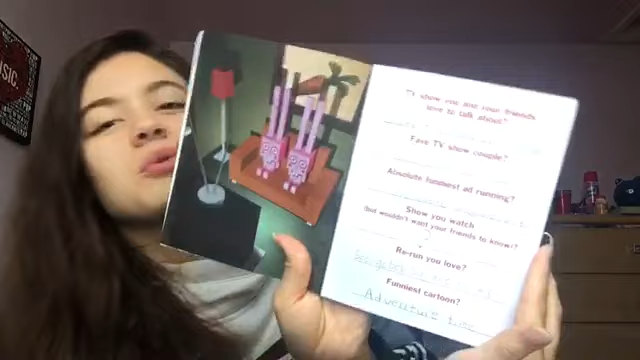 USIC.
show you and your friends
love to talk about?
Fave TV show couple?
Absolute funniest ad running?
Show you watch
(but wouldn't want your friends to know)?
Re-run you love?
Funniest cartoon?
Adventure time